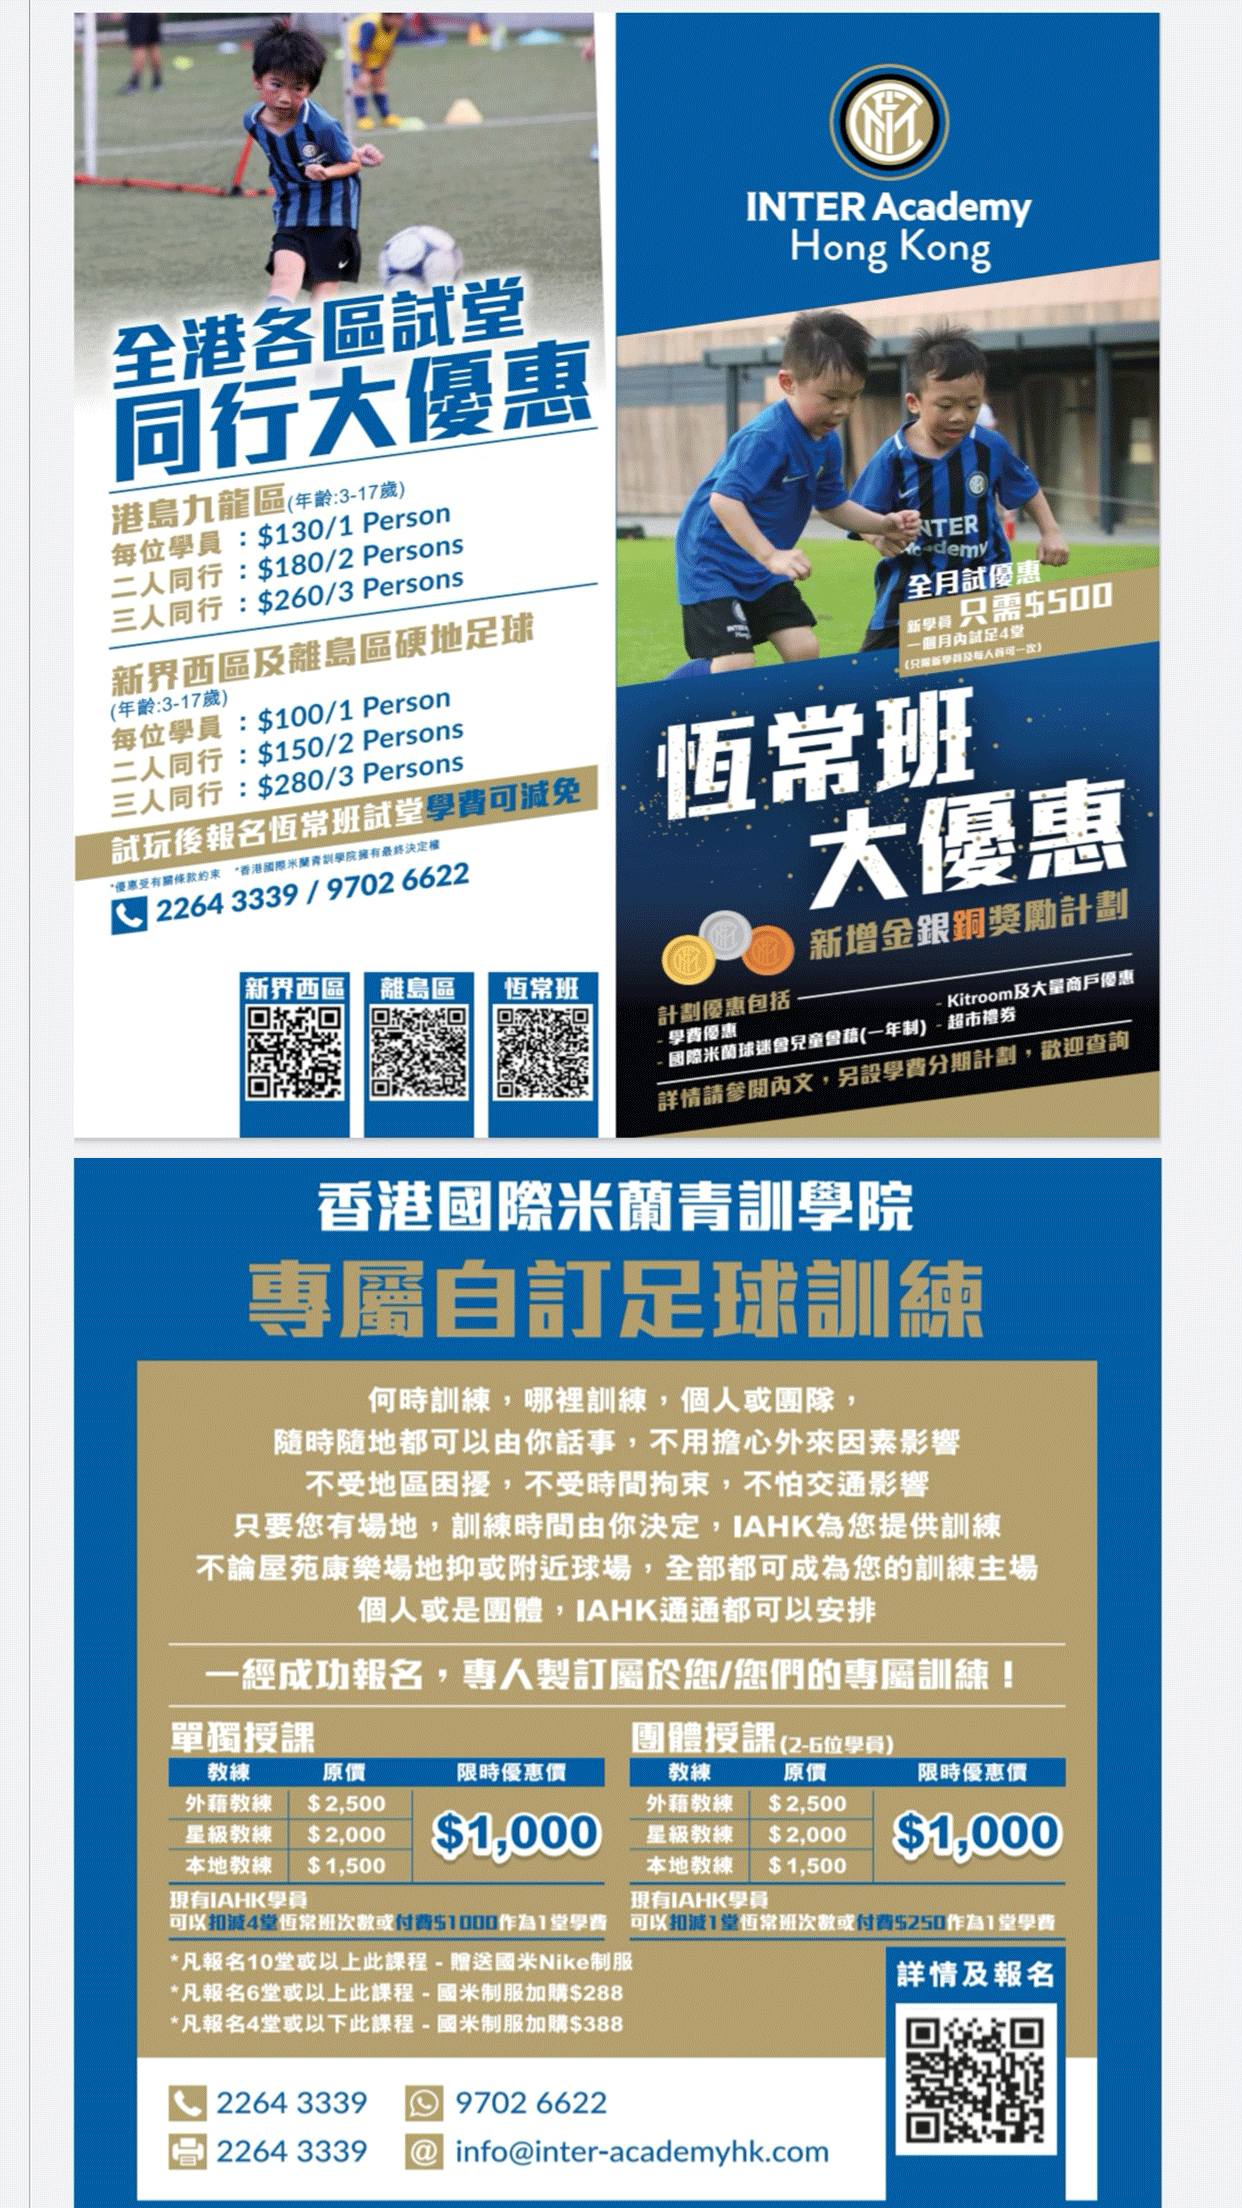 全港各區試堂
同行大優惠
港島九龍區(年齡:3-17歲)
每位學員 : $130/1 Person
二人同行 : $180/2 Persons
三人同行 : $260/3 Persons
新界西區及離島區硬地足球
(年齡:3-17歲)
每位學員 : $100/1 Person
二人同行 : $150/2 Persons
三人同行 : $280/3 Persons
試玩後報名恆常班試堂學費可減免
*優惠受有關條款約束 *香港國際米蘭青訓學院擁有最終決定權
2264 3339 / 9702 6622
新界西區 離島區 恆常班
INTER Academy
Hong Kong
INTER
Academy
全月試優惠
新學員 只需$500
一個月內試足4堂
(只限新學員及每人許可一次)
恆常班
大優惠
新增金銀銅獎勵計劃
計劃優惠包括
- 學費優惠
- 國際米蘭球迷會兒童會藉(一年制)
- Kitroom及大量商戶優惠
- 超市禮券
詳情請參閱內文，另設學費分期計劃，歡迎查詢
香港國際米蘭青訓學院
專屬自訂足球訓練
何時訓練，哪裡訓練，個人或團隊，
隨時隨地都可以由你話事，不用擔心外來因素影響
不受地區困擾，不受時間拘束，不怕交通影響
只要您有場地，訓練時間由你決定，IAHK為您提供訓練
不論屋苑康樂場地抑或附近球場，全部都可成為您的訓練主場
個人或是團體，IAHK通通都可以安排
一經成功報名，專人製訂屬於您/您們的專屬訓練！
單獨授課
教練 原價 限時優惠價
外藉教練 $2,500
星級教練 $2,000
本地教練 $1,500
$1,000
現有IAHK學員
可以扣減4堂恆常班次數或付費$1000作為1堂學費
團體授課(2-6位學員)
教練 原價 限時優惠價
外藉教練 $2,500
星級教練 $2,000
本地教練 $1,500
$1,000
現有IAHK學員
可以扣減1堂恆常班次數或付費$250作為1堂學費
*凡報名10堂或以上此課程 - 贈送國米Nike制服
*凡報名6堂或以上此課程 - 國米制服加購$288
*凡報名4堂或以下此課程 - 國米制服加購$388
詳情及報名
2264 3339 9702 6622
2264 3339 info@inter-academyhk.com